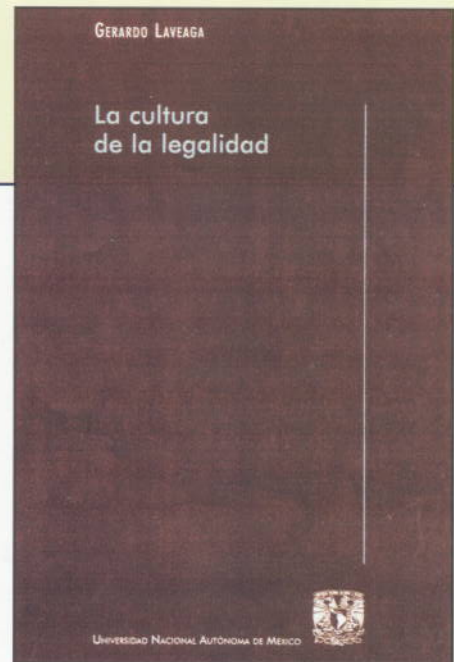 GERARDO LAVEAGA
La cultura
de la legalidad
UNIVERSIDAD NACIONAL AUTÓNOMA DE MÉXICO